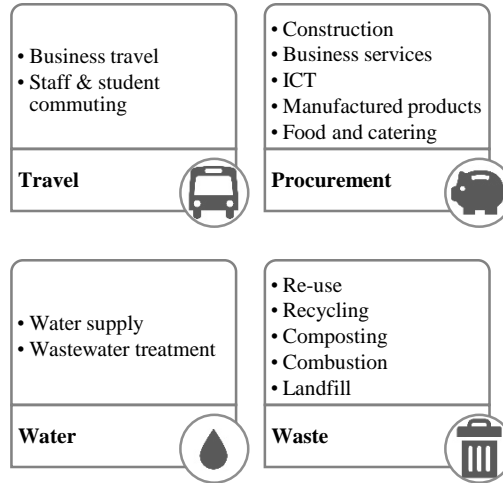 • Business travel
• Staff & student
commuting
Travel
• Construction
• Business services
• ICT
• Manufactured products
• Food and catering
Procurement
• Water supply
• Wastewater treatment
Water
• Re-use
• Recycling
• Composting
• Combustion
• Landfill
Waste